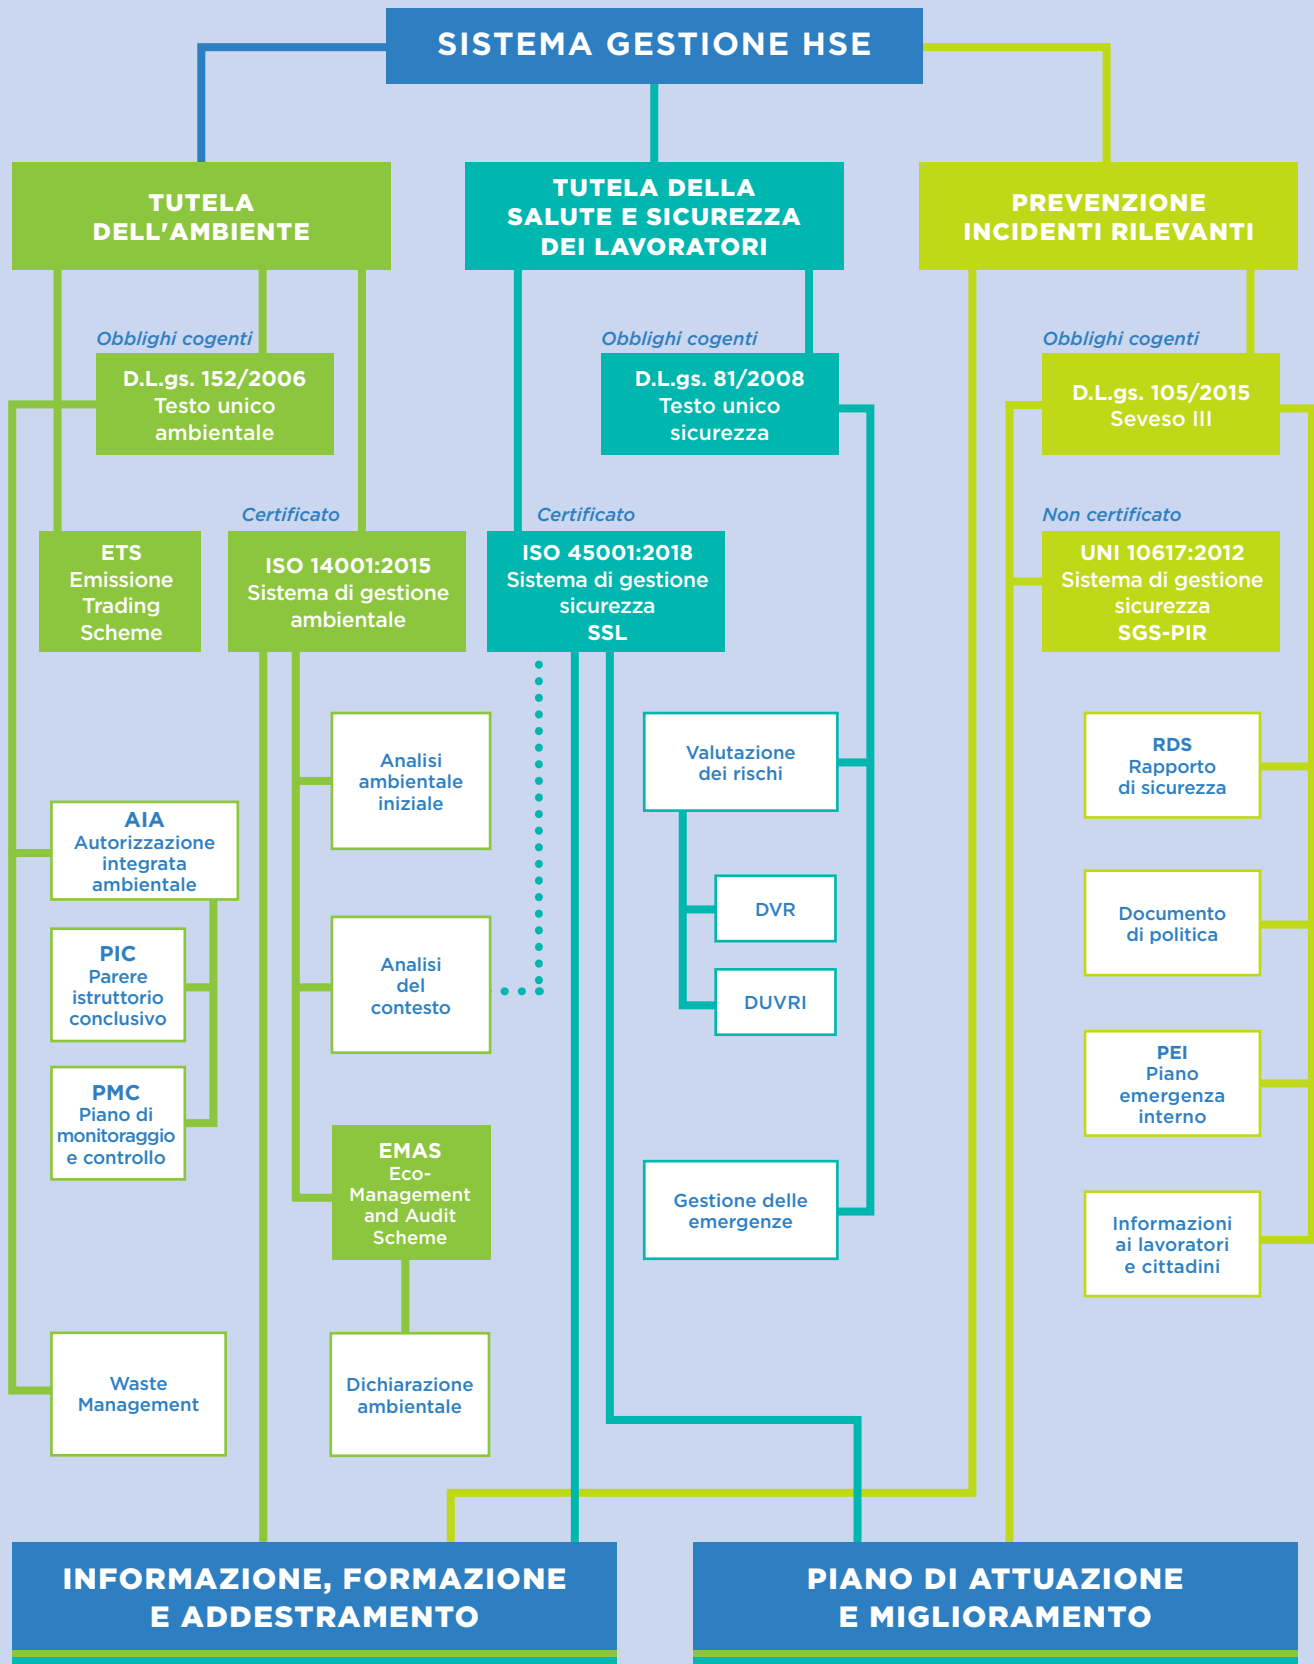 SISTEMA GESTIONE HSE
TUTELA
DELL'AMBIENTE
TUTELA DELLA
SALUTE E SICUREZZA
DEI LAVORATORI
PREVENZIONE
INCIDENTI RILEVANTI
Obblighi cogenti
D.L.gs. 152/2006
Testo unico
ambientale
Obblighi cogenti
D.L.gs. 81/2008
Testo unico
sicurezza
Obblighi cogenti
D.L.gs. 105/2015
Seveso III
ETS
Emissione
Trading
Scheme
Certificato
ISO 14001:2015
Sistema di gestione
ambientale
Certificato
ISO 45001:2018
Sistema di gestione
sicurezza
SSL
Non certificato
UNI 10617:2012
Sistema di gestione
sicurezza
SGS-PIR
AIA
Autorizzazione
integrata
ambientale
PIC
Parere
istruttorio
conclusivo
PMC
Piano di
monitoraggio
e controllo
Waste
Management
Analisi
ambientale
iniziale
Analisi
del
contesto
EMAS
Eco-
Management
and Audit
Scheme
Dichiarazione
ambientale
Valutazione
dei rischi
DVR
DUVRI
Gestione delle
emergenze
RDS
Rapporto
di sicurezza
Documento
di politica
PEI
Piano
emergenza
interno
Informazioni
ai lavoratori
e cittadini
INFORMAZIONE, FORMAZIONE
E ADDESTRAMENTO
PIANO DI ATTUAZIONE
E MIGLIORAMENTO